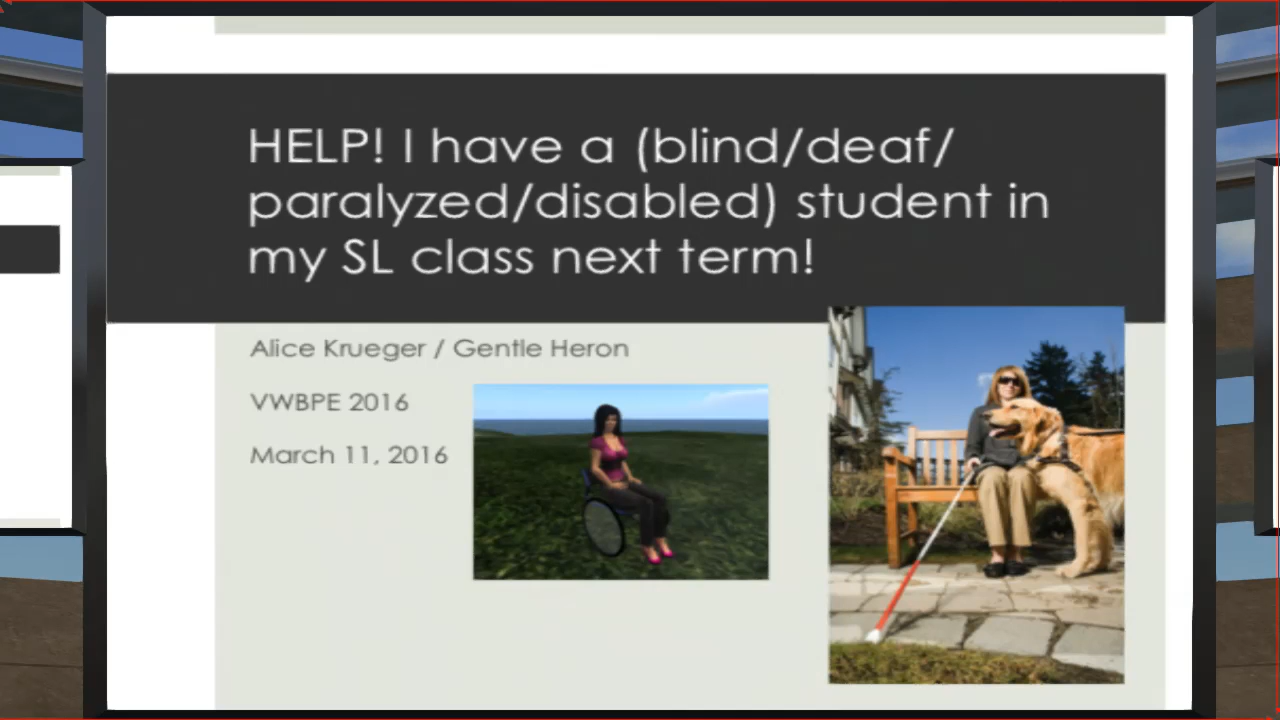 HELP! I have a (blind/deaf/
paralyzed/disabled) student in
my SL class next term!
Alice Krueger / Gentle Heron
VWBPE 2016
March 11, 2016